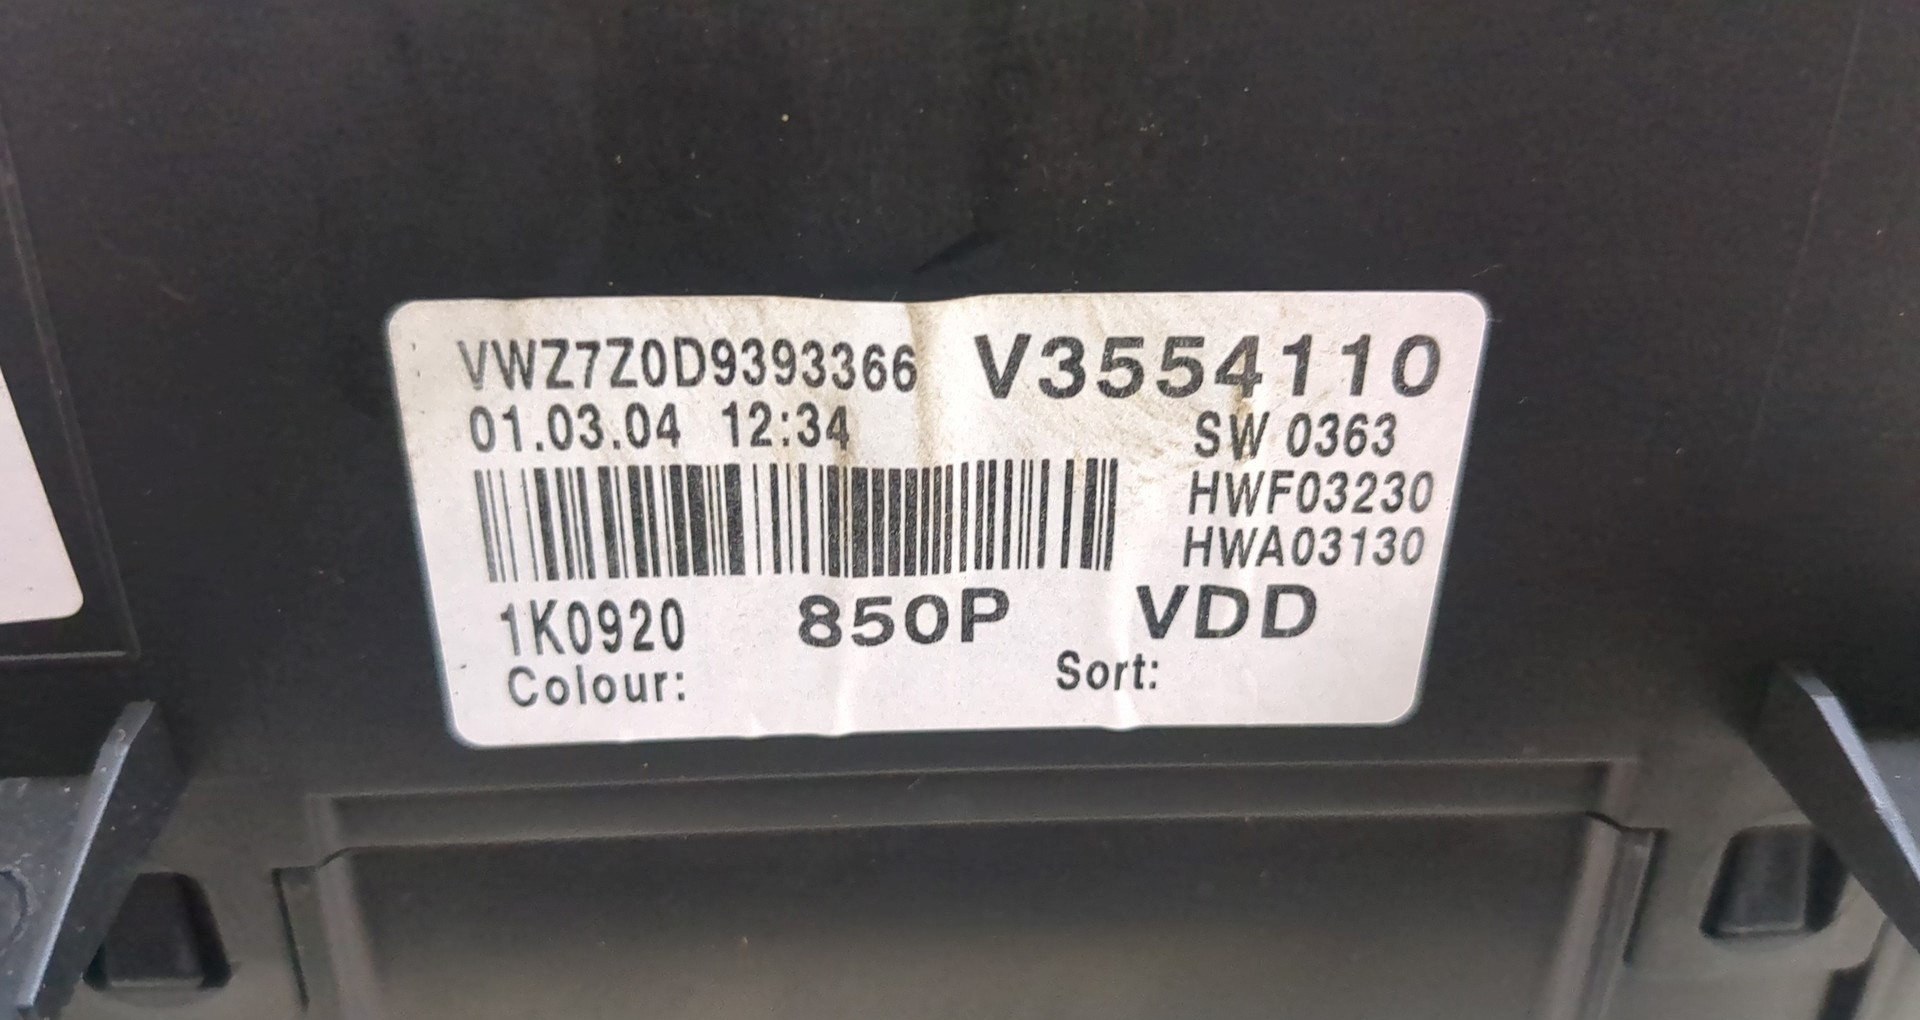 VWZ7Z0D9393366 V3554110
01.03.04 12:34 SW 0363
HWF03230
HWA03130
1K0920 850P VDD
Colour: Sort: